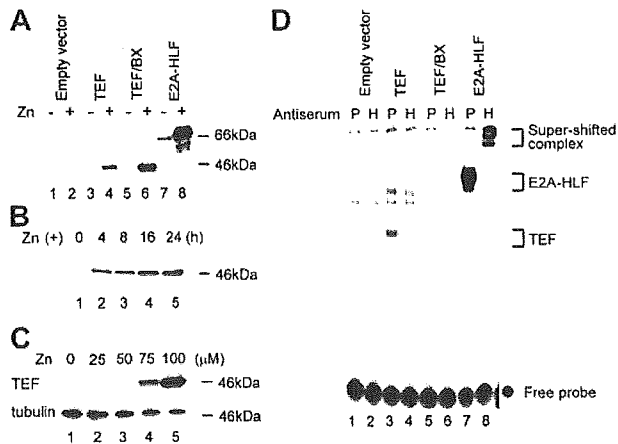 A
Empty vector
TEF
TEF/BX
E2A-HLF
Zn - + - + - + - +
66kDa
46kDa
1 2 3 4 5 6 7 8
B
Zn (+) 0 4 8 16 24 (h)
46kDa
1 2 3 4 5
C
Zn 0 25 50 75 100 (μM)
TEF 46kDa
tubulin 46kDa
1 2 3 4 5
D
Empty vector
TEF
TEF/BX
E2A-HLF
Antiserum P H P H P H P H
Super-shifted
complex
E2A-HLF
TEF
Free probe
1 2 3 4 5 6 7 8